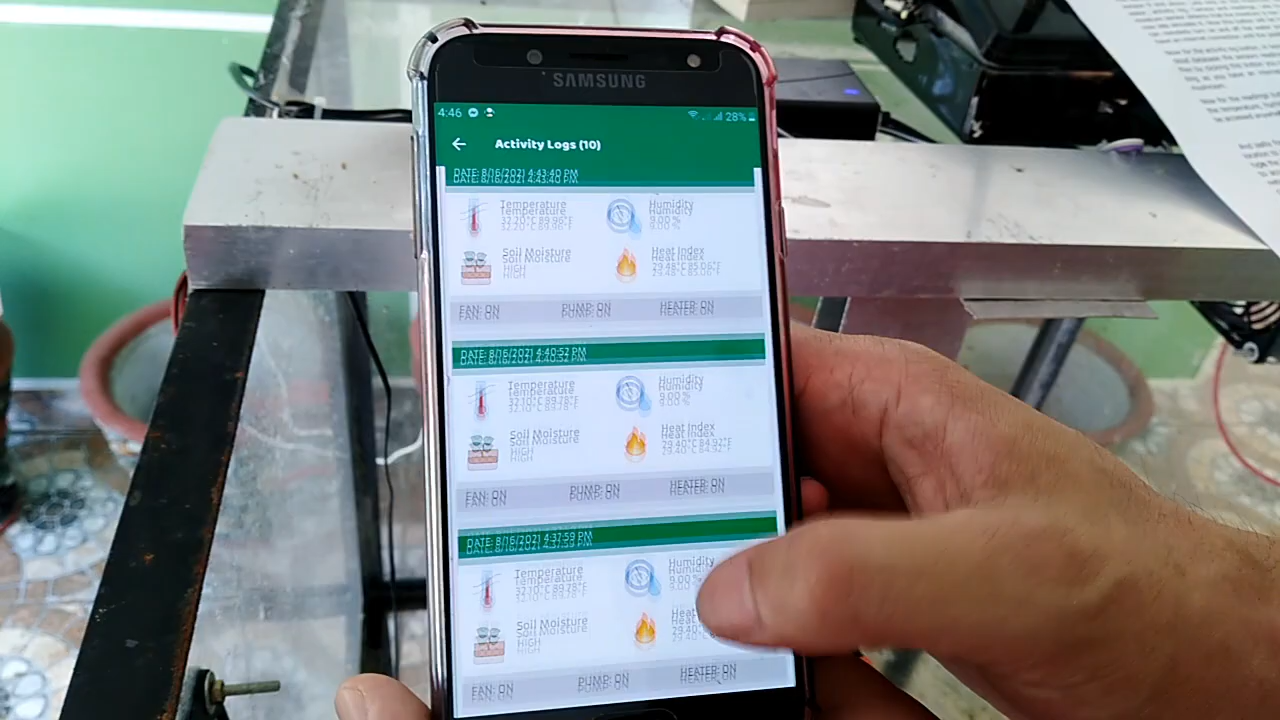 SAMSUNG
4:46 28%
Activity Logs (10)
DATE: 8/16/2021 4:43:40 PM
Temperature Humidity
32.20°C 89.96°F 9.00 %
Soil Moisture Heat Index
HIGH 29.48°C 85.06°F
FAN: ON PUMP: ON HEATER: ON
DATE: 8/16/2021 4:40:52 PM
Temperature Humidity
32.10°C 89.78°F 9.00 %
Soil Moisture Heat Index
HIGH 29.40°C 84.92°F
FAN: ON PUMP: ON HEATER: ON
DATE: 8/16/2021 4:37:59 PM
Temperature Humidity
32.10°C 89.78°F 9.00
Soil Moisture Heat
HIGH 29.40°
FAN: ON PUMP: ON HEATER: ON